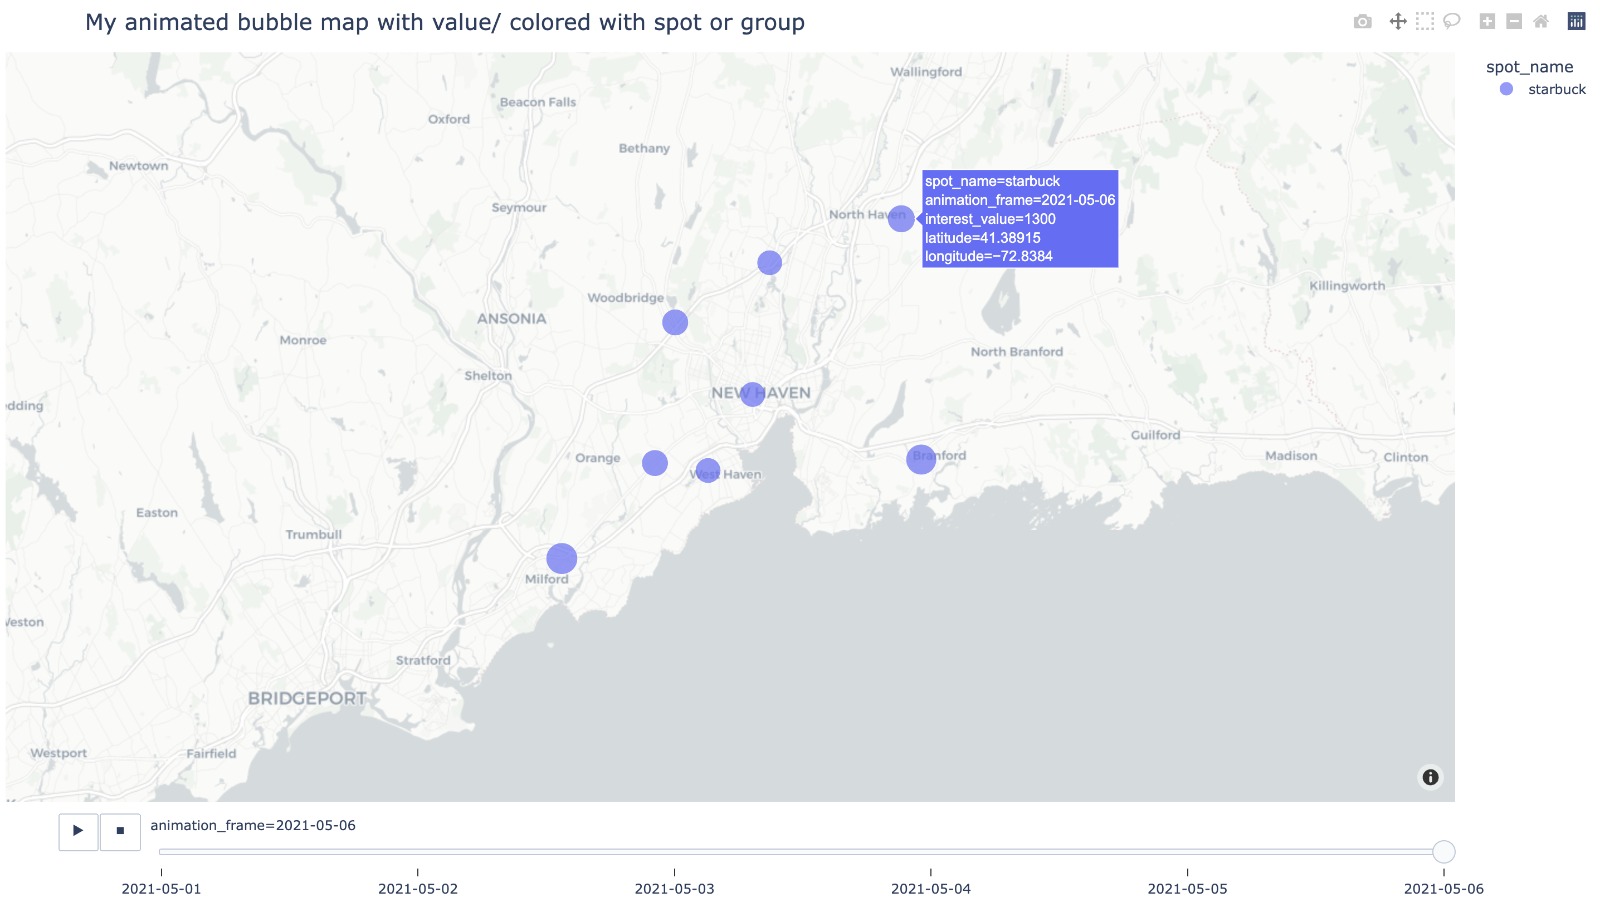 My animated bubble map with value/ colored with spot or group
spot_name
starbuck
Wallingford
Beacon Falls
Oxford
Bethany
Newtown
spot_name=starbuck
animation_frame=2021-05-06
interest_value=1300
latitude=41.38915
longitude=−72.8384
Seymour
North Haven
Killingworth
Woodbridge
ANSONIA
Monroe
North Branford
Shelton
NEW HAVEN
edding
Guilford
Orange
Branford
Madison
Clinton
West Haven
Easton
Trumbull
Milford
Veston
Stratford
BRIDGEPORT
Westport
Fairfield
animation_frame=2021-05-06
2021-05-01
2021-05-02
2021-05-03
2021-05-04
2021-05-05
2021-05-06